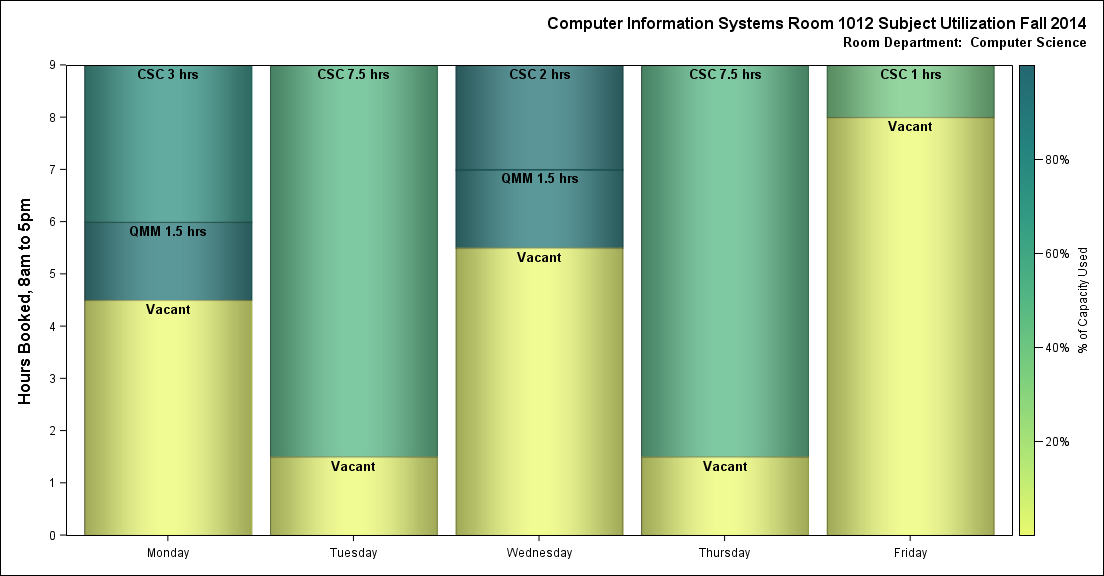 Computer Information Systems Room 1012 Subject Utilization Fall 2014
Room Department: Computer Science
Hours Booked, 8am to 5pm
9
8
7
6
5
4
3
2
1
0
CSC 3 hrs
QMM 1.5 hrs
Vacant
CSC 7.5 hrs
Vacant
CSC 2 hrs
QMM 1.5 hrs
Vacant
CSC 7.5 hrs
Vacant
CSC 1 hrs
Vacant
Monday
Tuesday
Wednesday
Thursday
Friday
80%
60%
40%
20%
% of Capacity Used